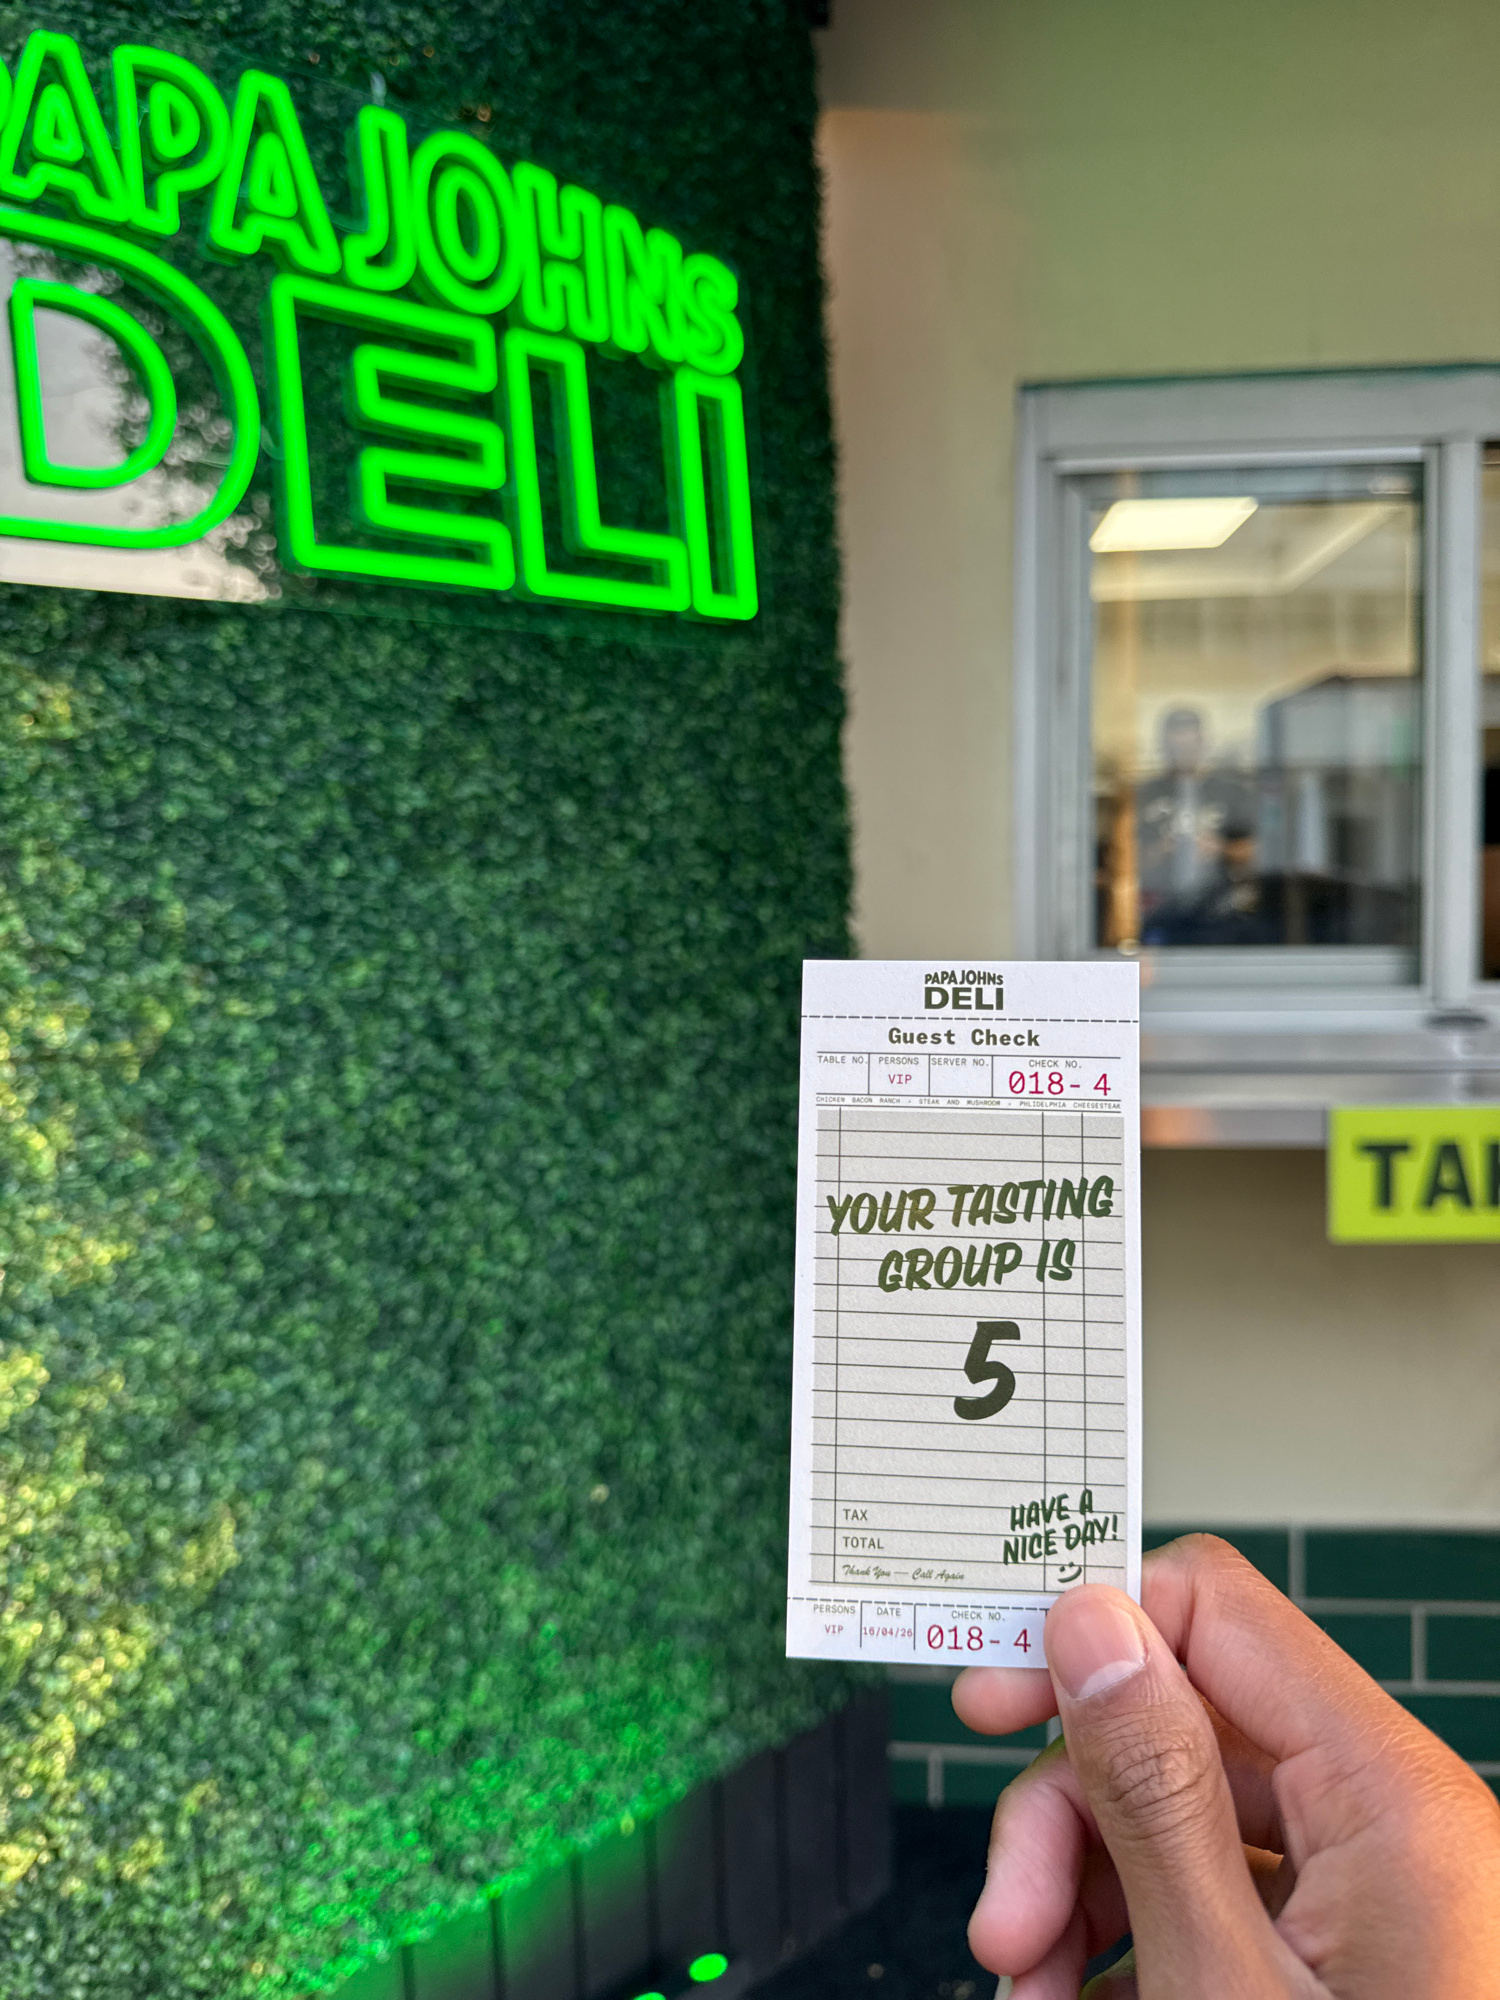 PAPA JOHNS
DELI
PAPA JOHNS
DELI
Guest Check
TABLE NO. PERSONS SERVER NO. CHECK NO.
VIP 018-4
CHICKEN BACON RANCH - STEAK AND MUSHROOM - PHLIDELPHIA CHEESESTEAK
YOUR TASTING
GROUP IS
5
TAX
TOTAL
Thank You — Call Again
HAVE A
NICE DAY!
PERSONS DATE CHECK NO.
VIP 16/04/26 018-4